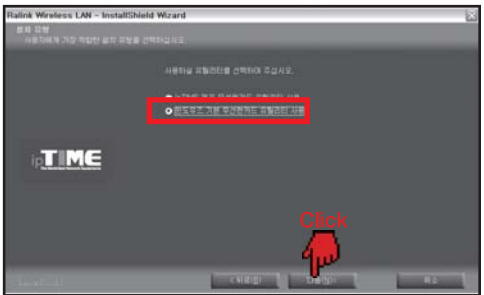 Ralink Wireless LAN - InstallShield Wizard
설치 유형
사용자에게 가장 적합한 설치 유형을 선택하십시오.
사용하실 유틸리티를 선택하여 주십시오.
윈도우즈 기본 무선랜카드 유틸리티 사용
ipTIME
Click
< 뒤로(B)
다음(N) >
취소